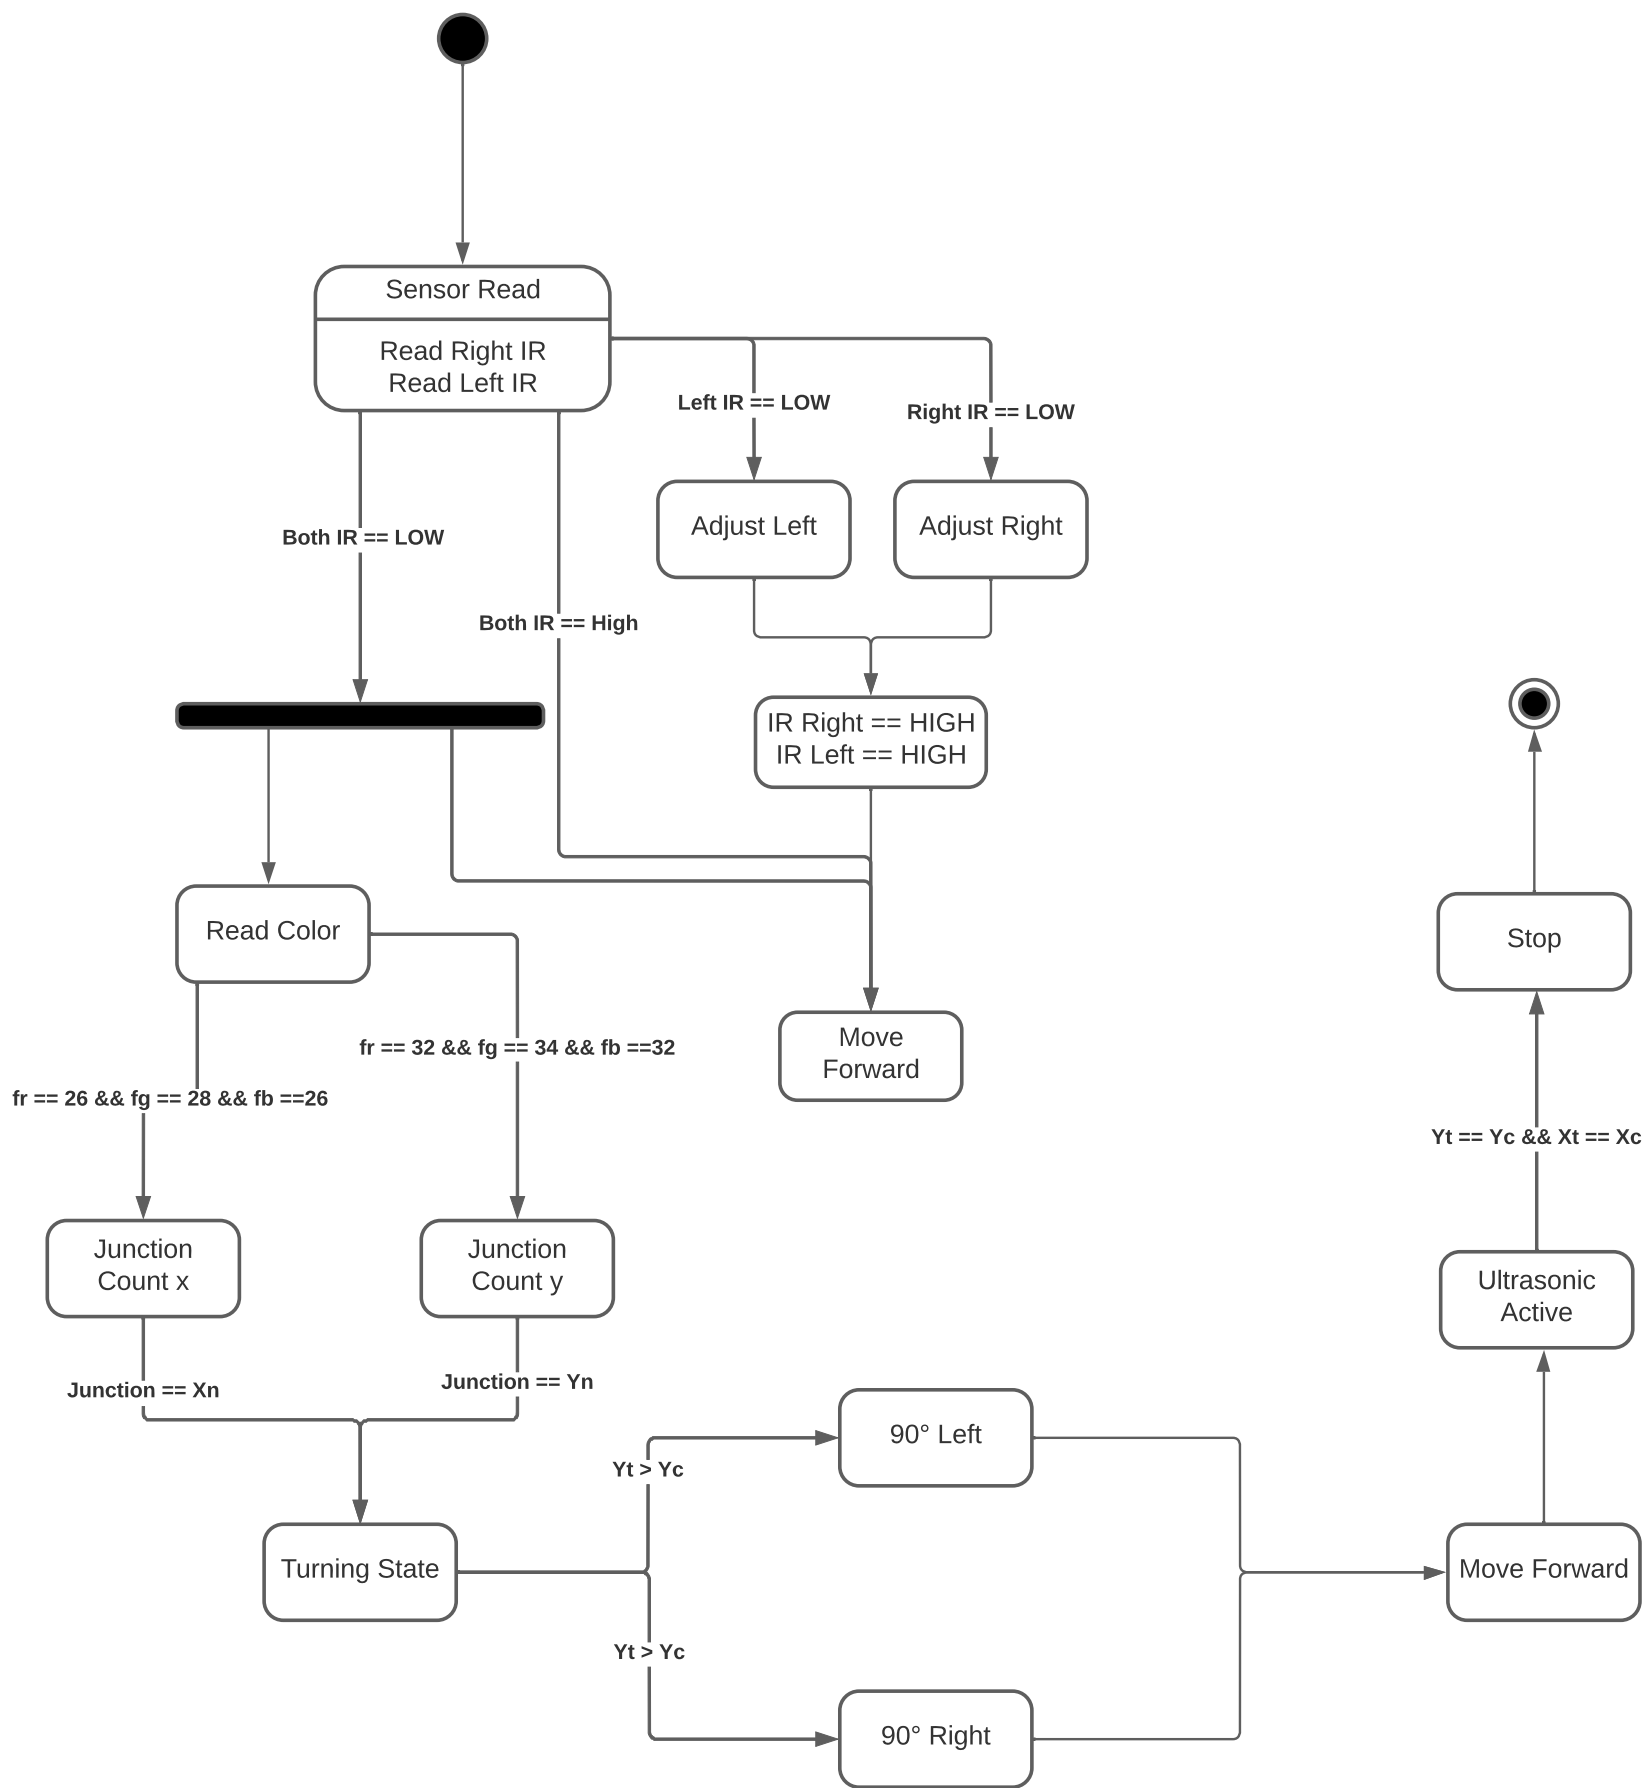 Sensor Read
Read Right IR
Read Left IR
Left IR == LOW
Right IR == LOW
Adjust Left
Adjust Right
Both IR == LOW
Both IR == High
IR Right == HIGH
IR Left == HIGH
Read Color
Stop
Move
Forward
fr == 32 && fg == 34 && fb ==32
fr == 26 && fg == 28 && fb ==26
Yt == Yc && Xt == Xc
Junction
Count x
Junction
Count y
Ultrasonic
Active
Junction == Xn
Junction == Yn
90° Left
Yt > Yc
Turning State
Move Forward
Yt > Yc
90° Right